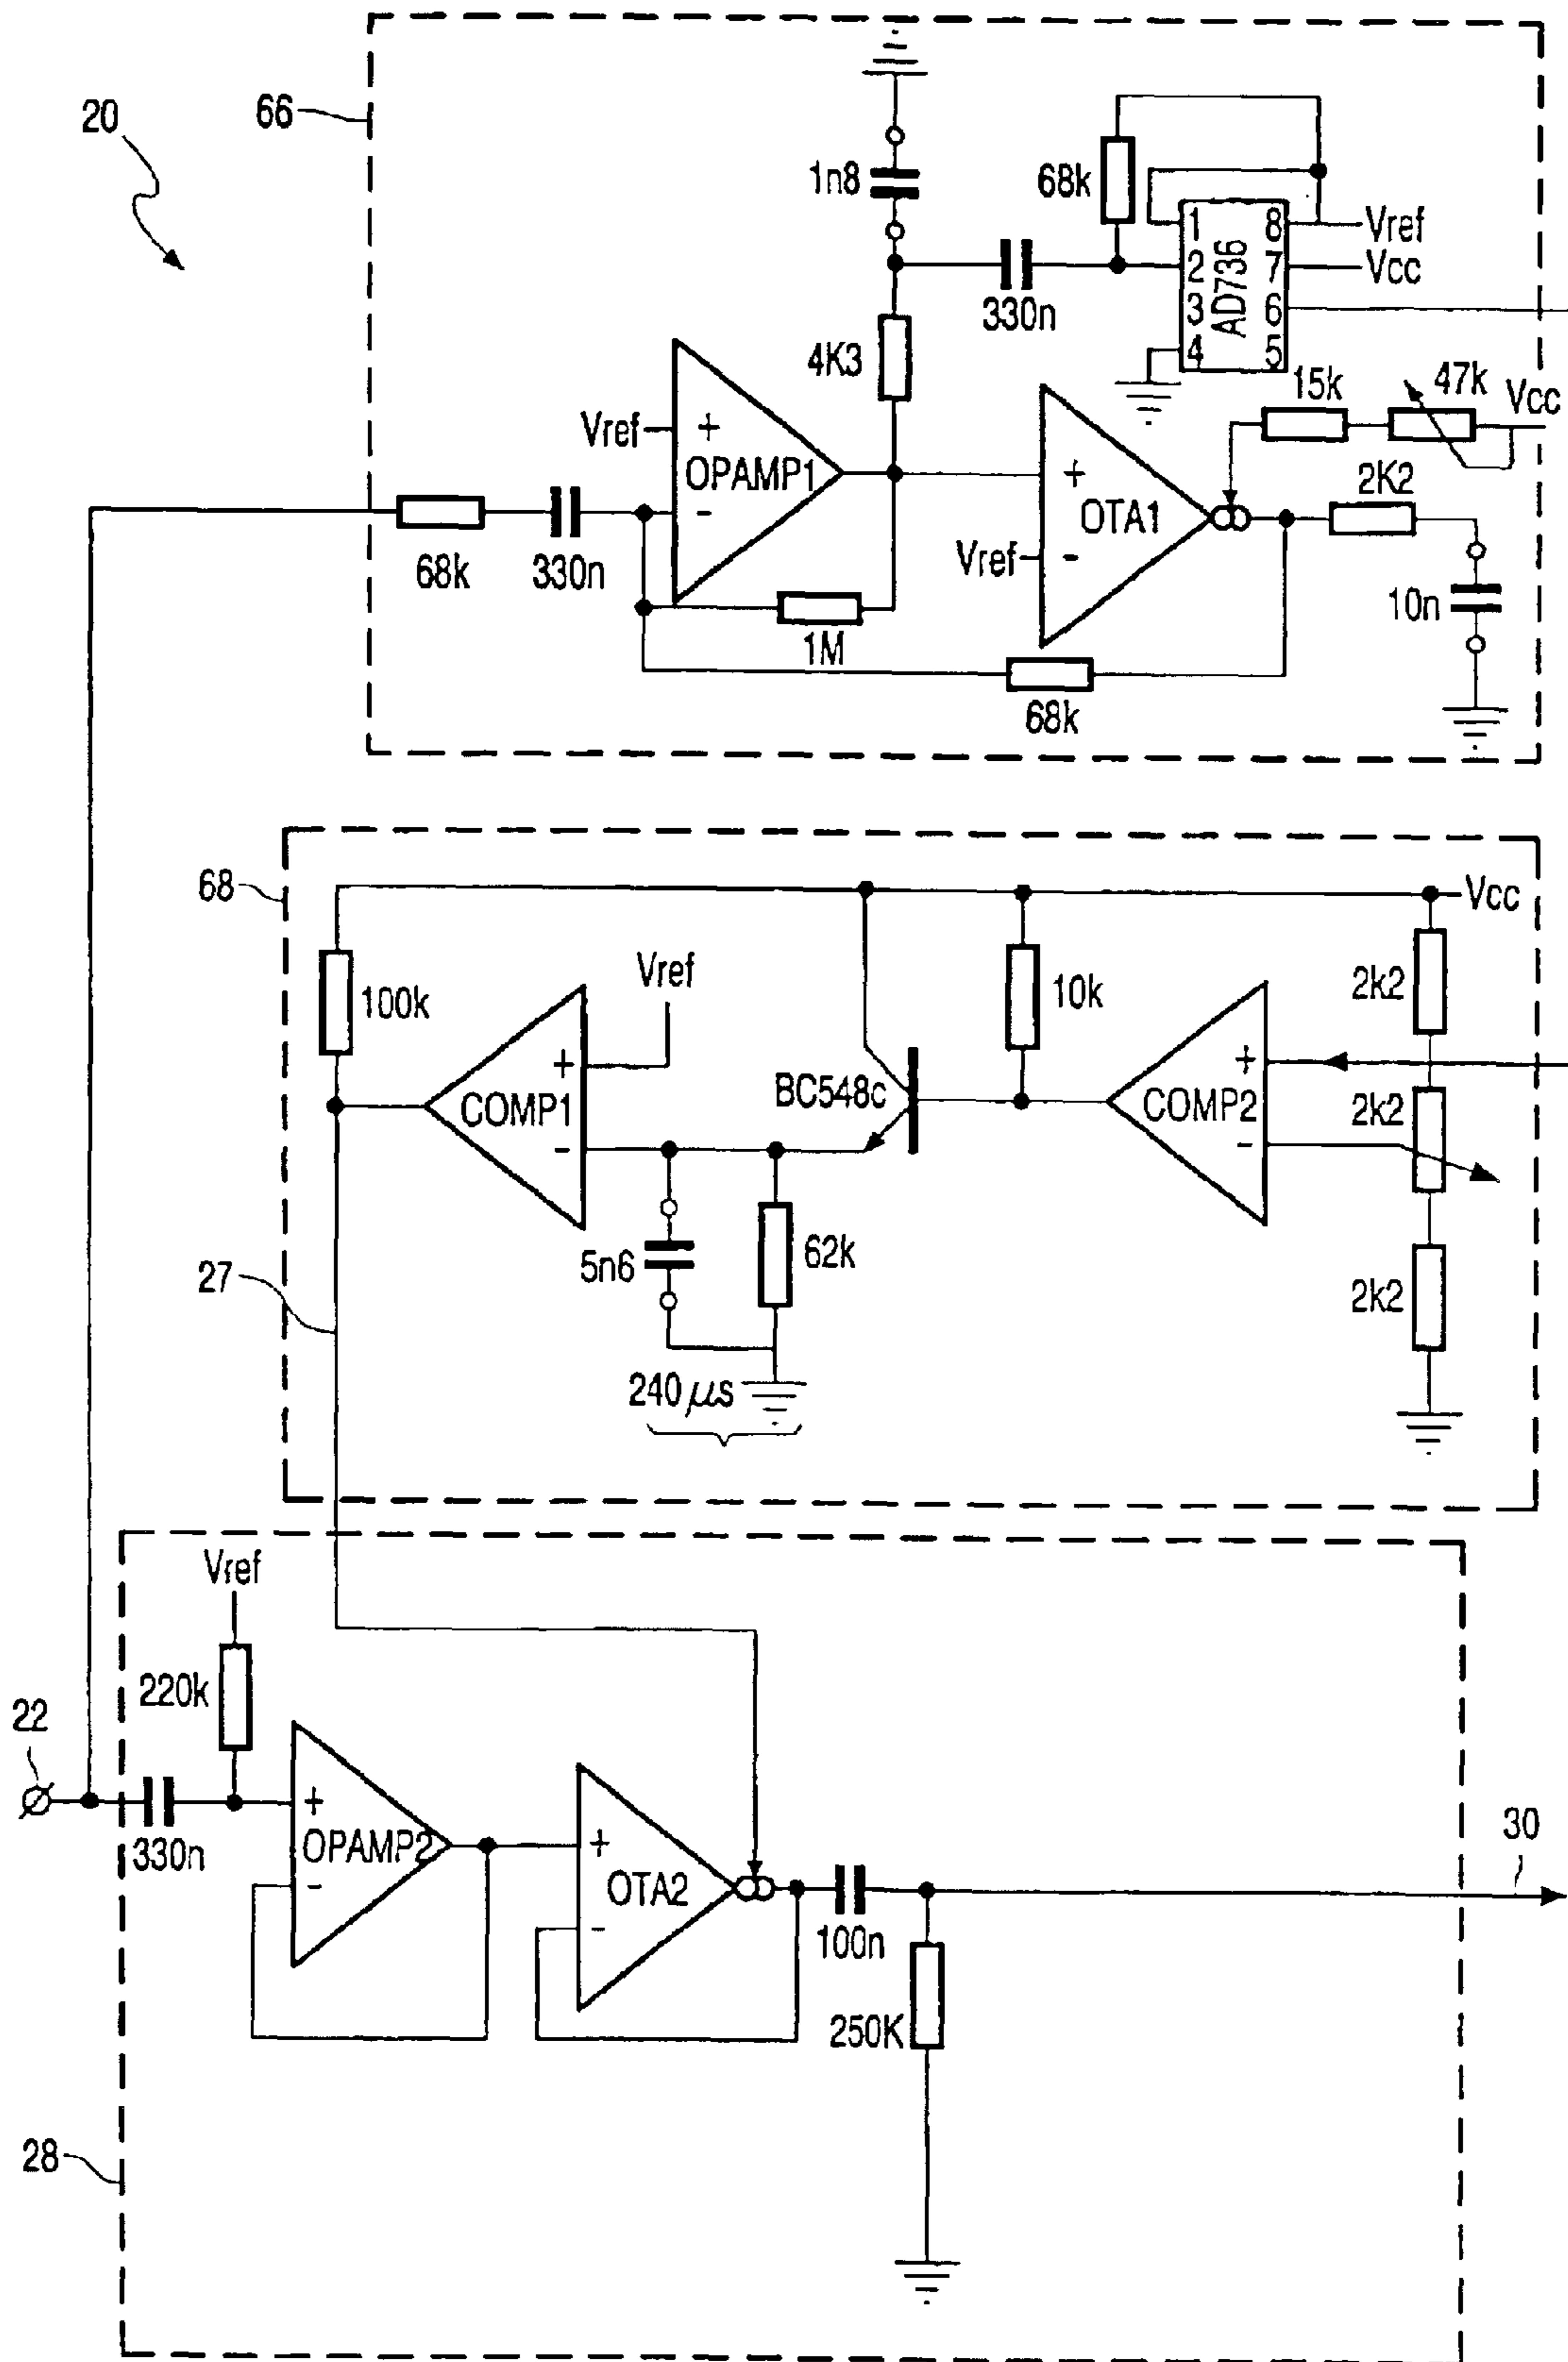 20
66
1n8
68k
1 8 Vref
2 7 Vcc
3 6
4 5
AD736
330n
4K3
15k
47k
Vcc
Vref
+
OPAMP1
-
+
OTA1
Vref
-
2K2
68k
330n
1M
10n
68k
68
Vcc
100k
Vref
10k
2k2
+
COMP1
-
BC548c
+
COMP2
-
2k2
27
5n6
62k
2k2
240 μs
Vref
220k
22
330n
+
OPAMP2
-
+
OTA2
-
100n
30
250K
28